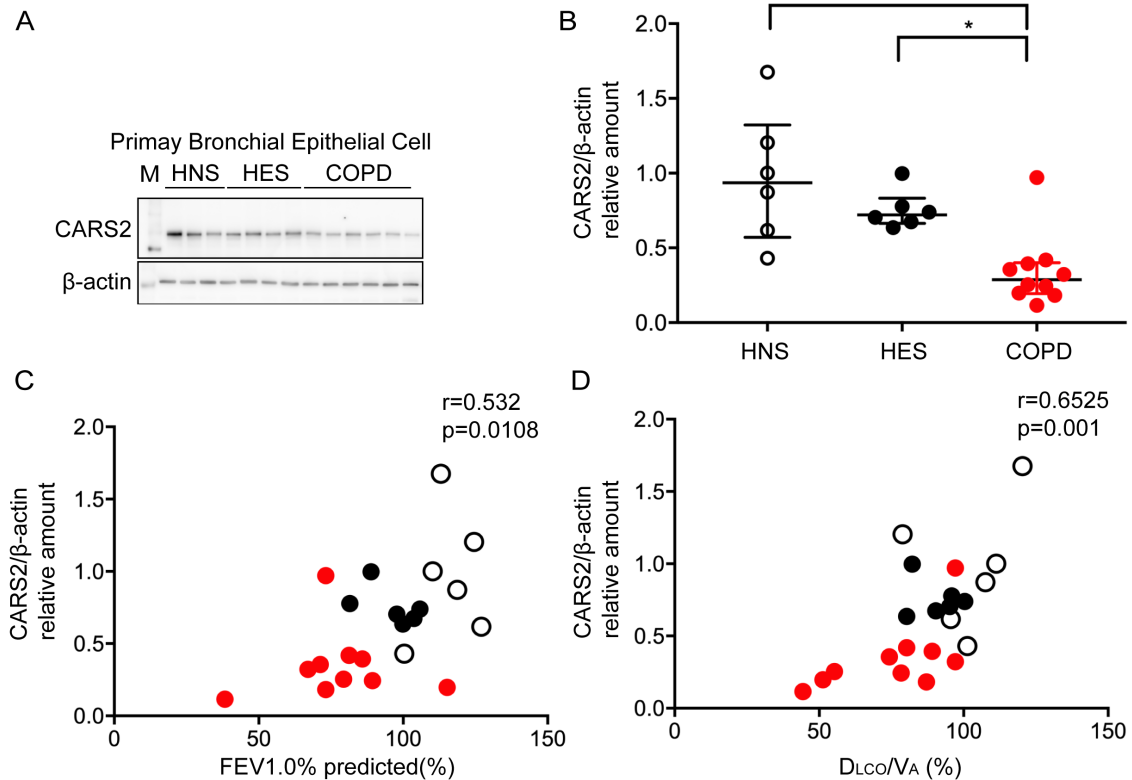 A
Primay Bronchial Epithelial Cell
M HNS HES COPD
CARS2
β-actin
B
*
CARS2/β-actin
relative amount
2.0
1.5
1.0
0.5
0.0
HNS HES COPD
C
r=0.532
p=0.0108
CARS2/β-actin
relative amount
2.0
1.5
1.0
0.5
0.0
0 50 100 150
FEV1.0% predicted(%)
D
r=0.6525
p=0.001
CARS2/β-actin
relative amount
2.0
1.5
1.0
0.5
0.0
0 50 100 150
DLCO/VA (%)